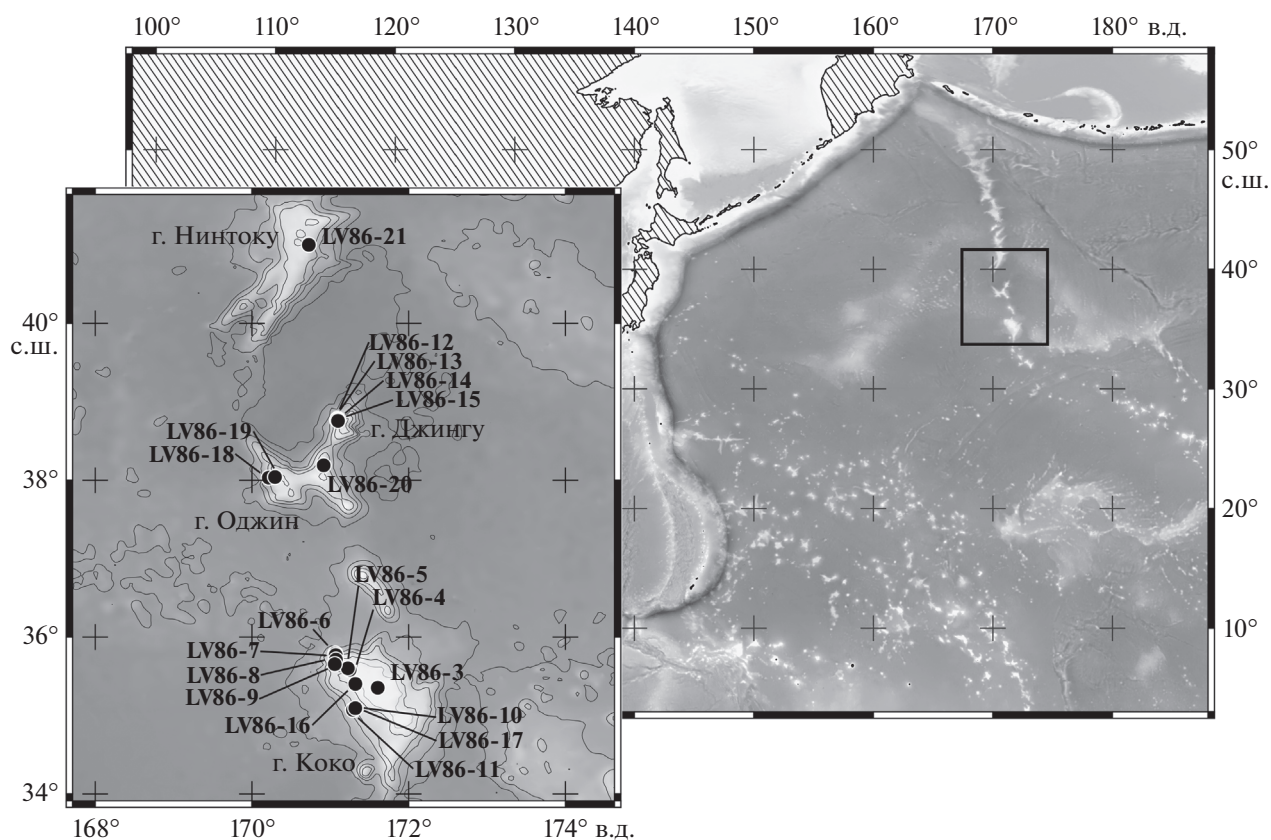 100° 110° 120° 130° 140° 150° 160° 170° 180° в.д.
50°
с.ш.
40°
30°
20°
10°
г. Нинтоку
LV86-21
40°
с.ш.
LV86-12
LV86-13
LV86-14
LV86-15
г. Джингу
LV86-19
LV86-18
38°
LV86-20
г. Оджин
LV86-5
LV86-4
LV86-6
36°
LV86-7
LV86-8
LV86-3
LV86-9
LV86-10
LV86-16
LV86-17
г. Коко
LV86-11
34°
168° 170° 172° 174° в.д.